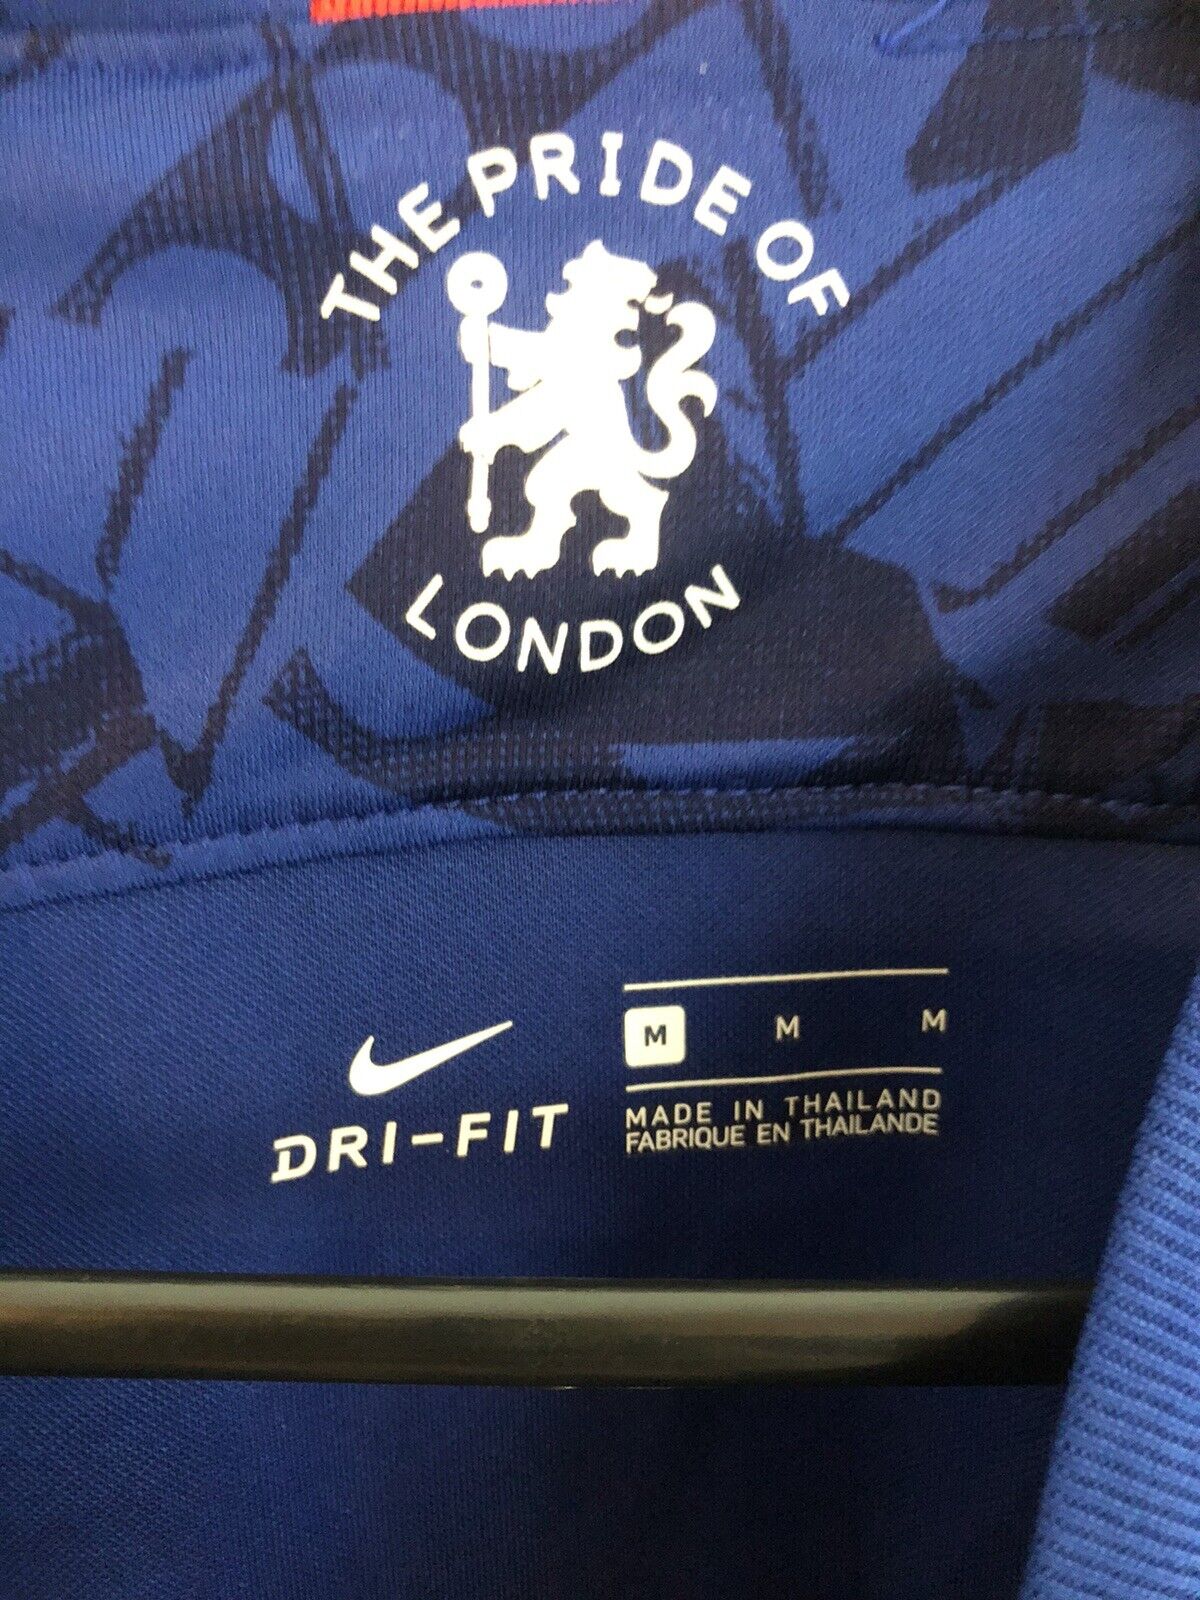 THE PRIDE OF
LONDON
DRI-FIT
M M M
MADE IN THAILAND
FABRIQUE EN THAILANDE